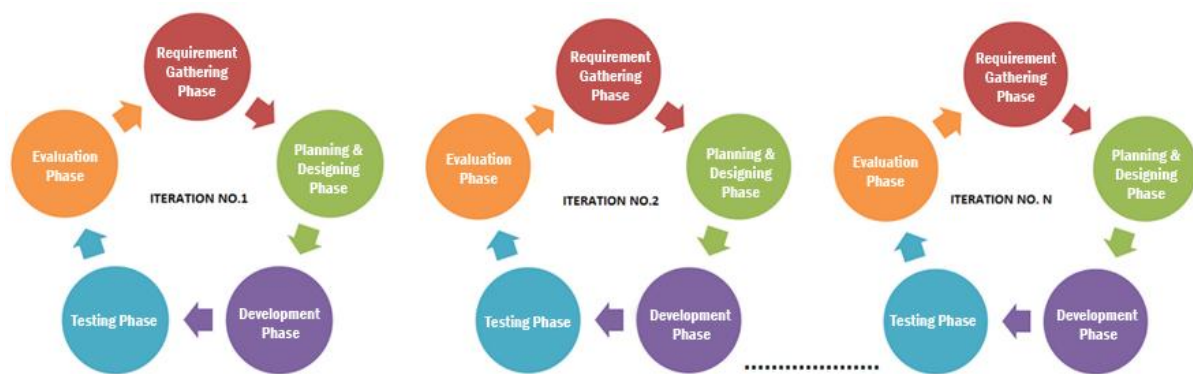 Requirement
Gathering
Phase
Planning &
Designing
Phase
Development
Phase
Testing Phase
Evaluation
Phase
ITERATION NO.1
Requirement
Gathering
Phase
Planning &
Designing
Phase
Development
Phase
Testing Phase
Evaluation
Phase
ITERATION NO.2
Requirement
Gathering
Phase
Planning &
Designing
Phase
Development
Phase
Testing Phase
Evaluation
Phase
ITERATION NO. N